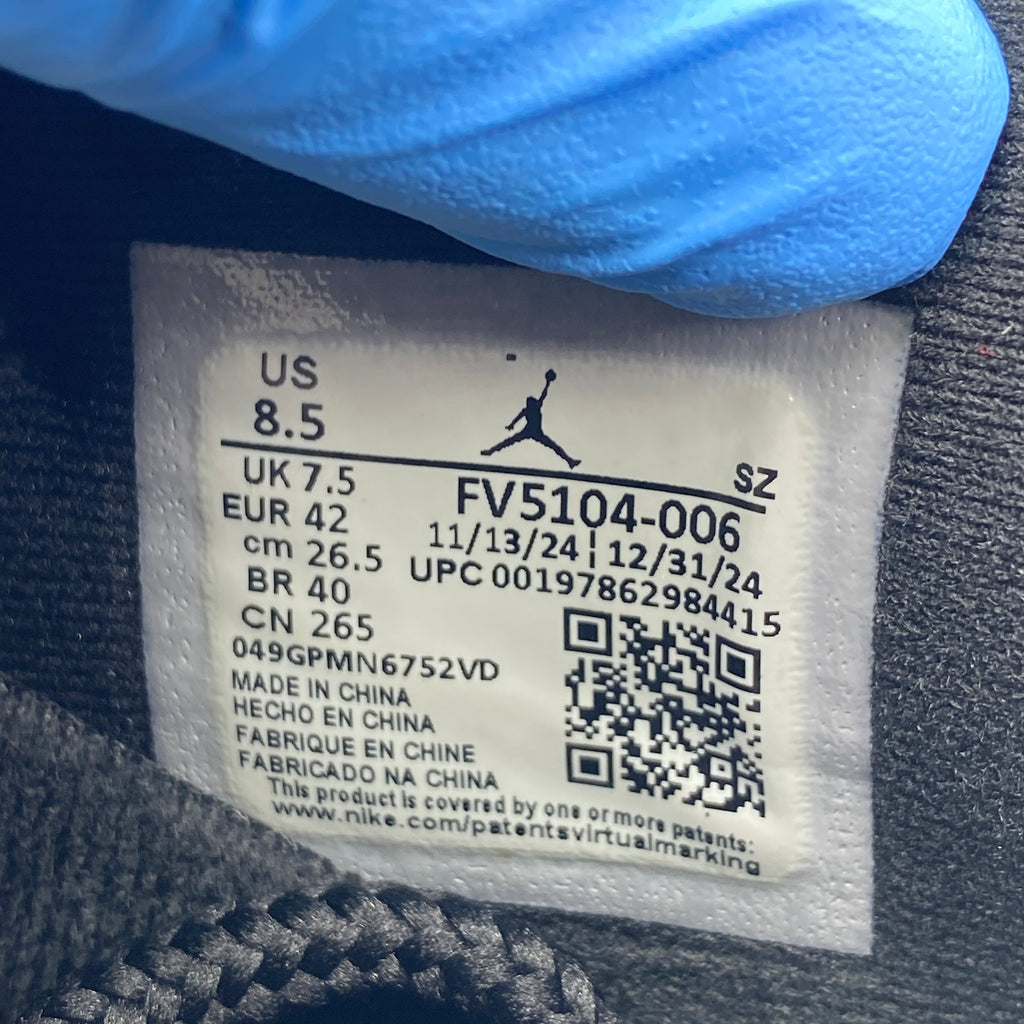 US
8.5
SZ
UK 7.5
EUR 42
cm 26.5
BR 40
CN 265
FV5104-006
11/13/24 ¦ 12/31/24
UPC 00197862984415
049GPMN6752VD
MADE IN CHINA
HECHO EN CHINA
FABRIQUE EN CHINE
FABRICADO NA CHINA
This product is covered by one or more patents:
www.nike.com/patentsvirtualmarking